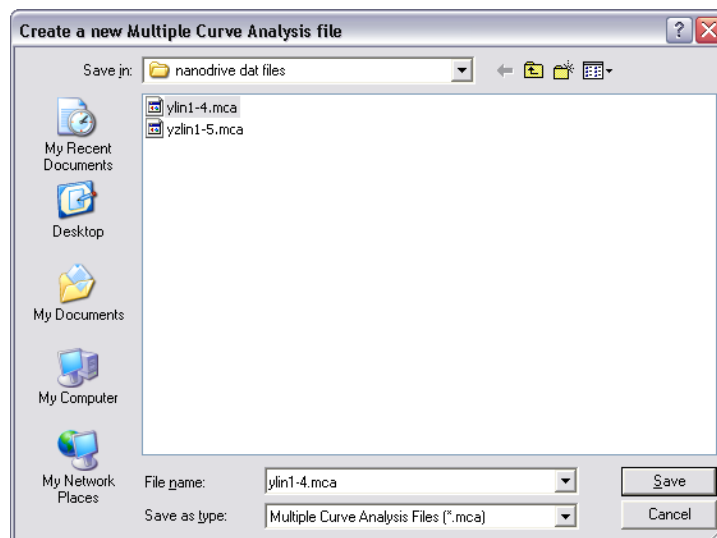 Create a new Multiple Curve Analysis file
Save in: nanodrive dat files
ylin1-4.mca
yzlin1-5.mca
My Recent
Documents
Desktop
My Documents
My Computer
My Network
Places
File name: ylin1-4.mca Save
Save as type: Multiple Curve Analysis Files (*.mca) Cancel